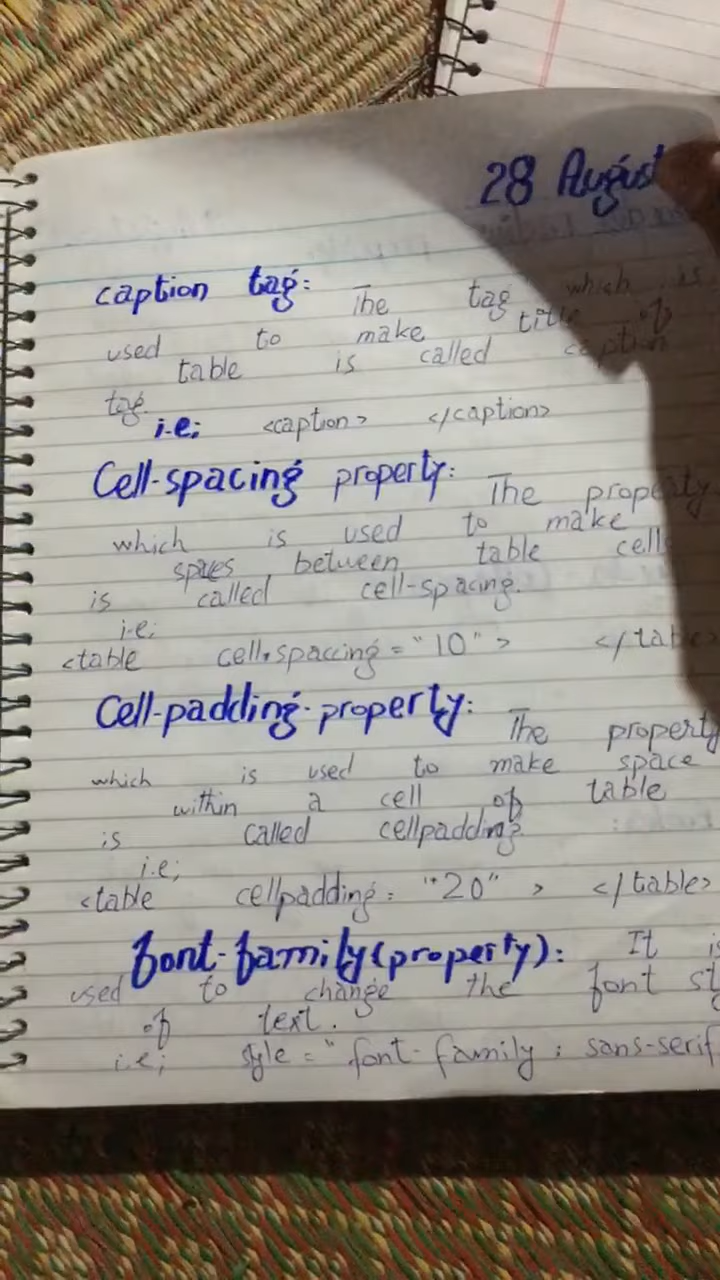 28 August
caption tag: The tag which is
used to make title of
table is called caption
tag.
i.e; <caption> </caption>
Cell-spacing property: The property
which is used to make
spaces between table cell
is called cell-spacing.
i.e;
<table cell.spaccing="10"> </table>
Cell-padding-property: The property
which is used to make space
within a cell of table
is called cellpadding.
i.e;
<table cellpadding="20" > </table>
font-family(property): It is
used to change the font
of text.
i.e; style="font-family: sans-serif